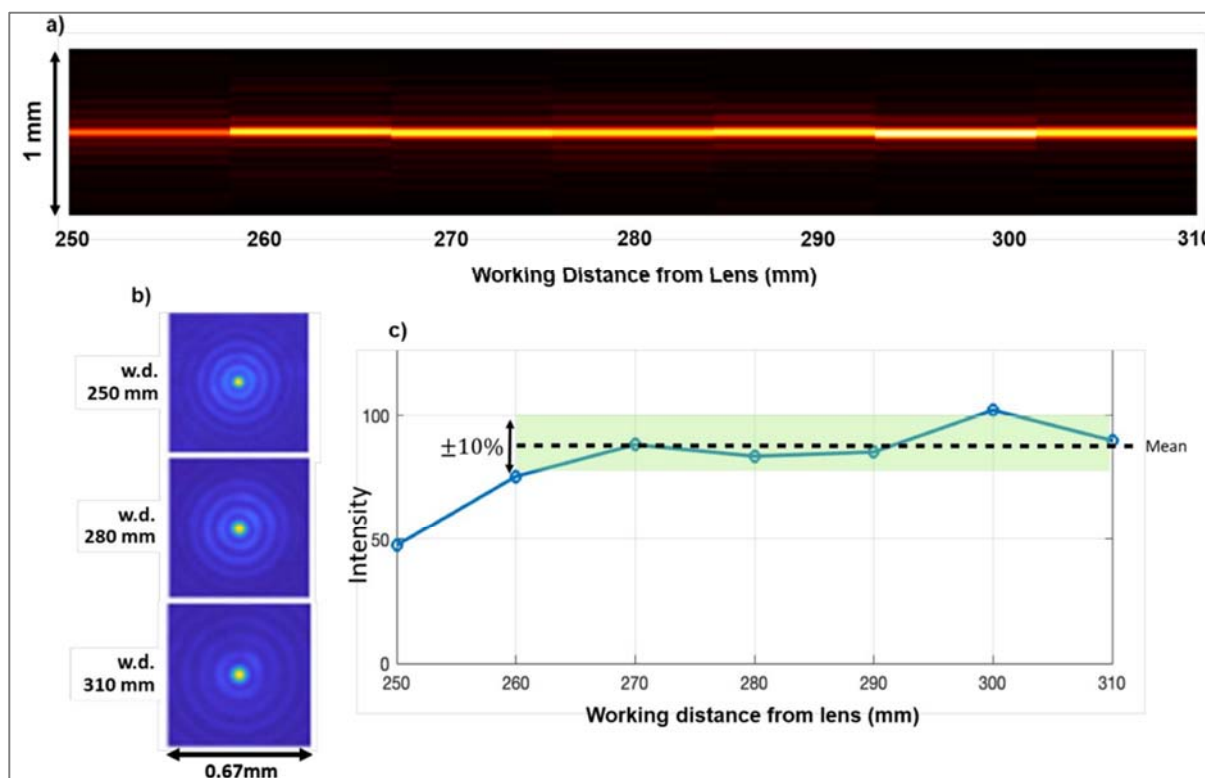 a)
1 mm
250 260 270 280 290 300 310
Working Distance from Lens (mm)
b)
w.d.
250 mm
w.d.
280 mm
w.d.
310 mm
0.67mm
c)
100
50
0
Intensity
±10%
Mean
250 260 270 280 290 300 310
Working distance from lens (mm)